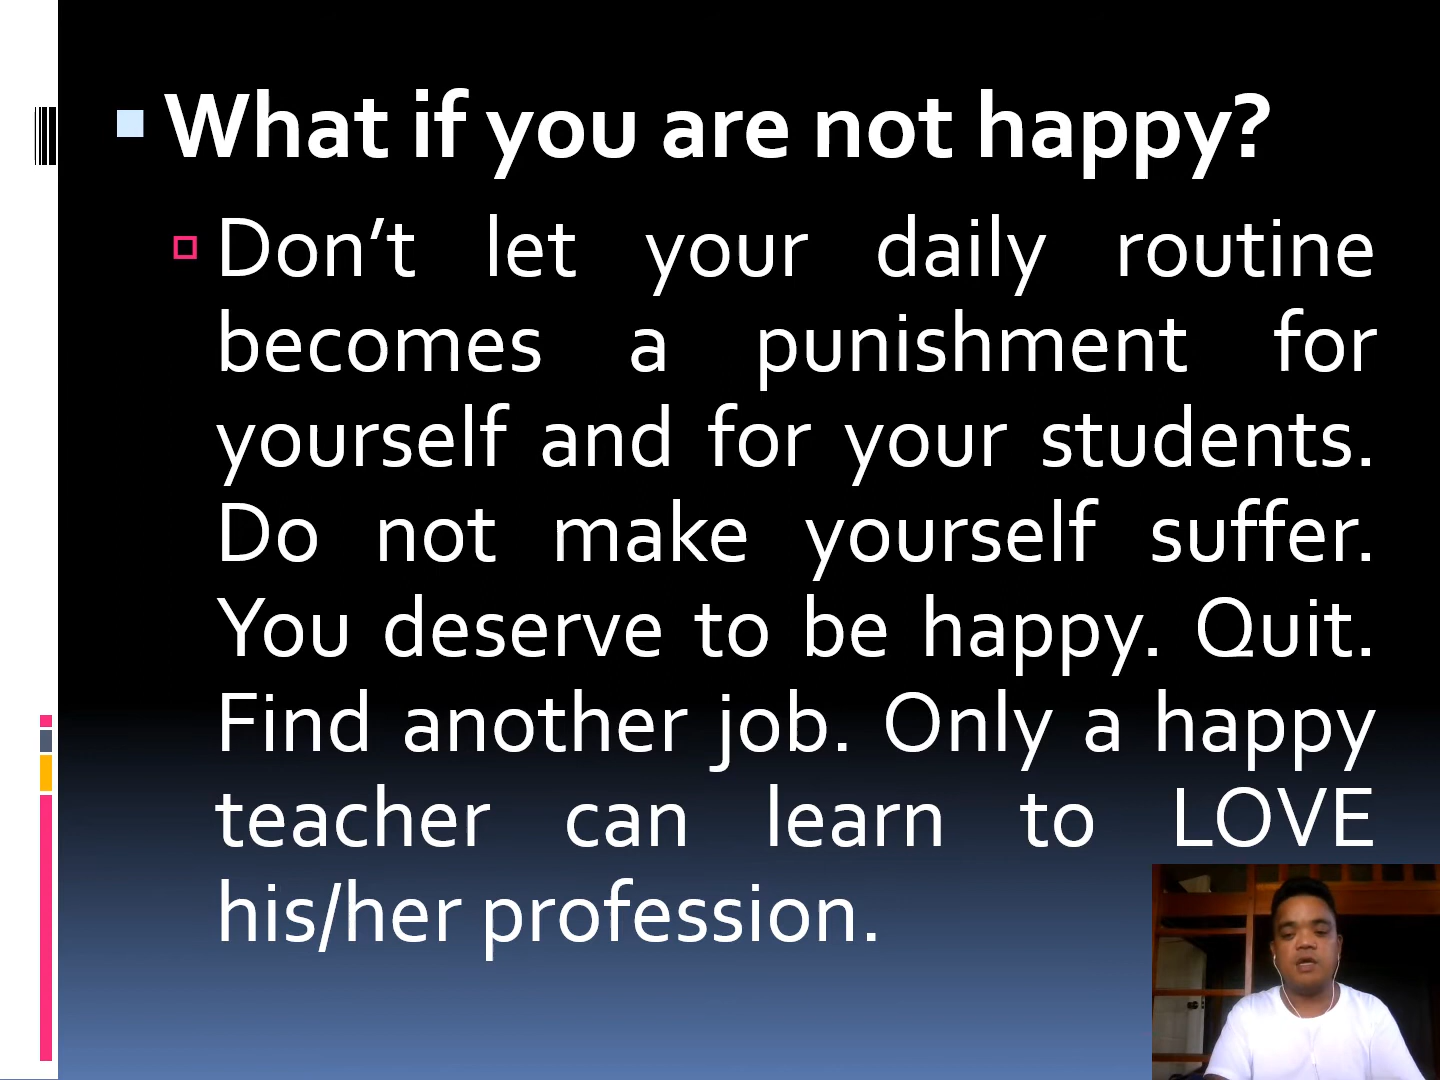 What if you are not happy?
Don’t let your daily routine
becomes a punishment for
yourself and for your students.
Do not make yourself suffer.
You deserve to be happy. Quit.
Find another job. Only a happy
teacher can learn to LOVE
his/her profession.